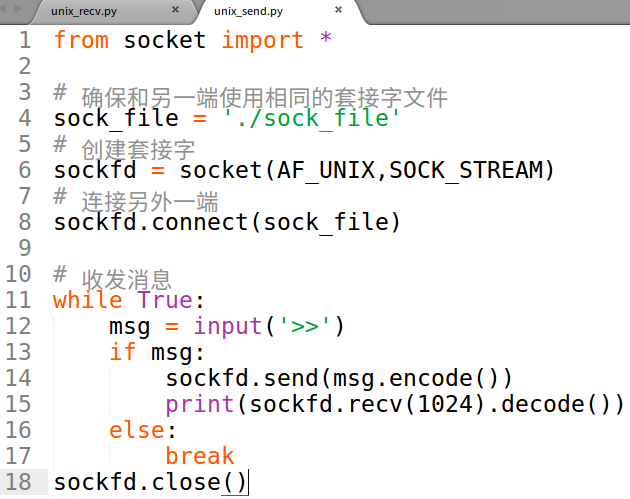 unix_recv.py × unix_send.py ×
1 from socket import *
2
3 # 确保和另一端使用相同的套接字文件
4 sock_file = './sock_file'
5 # 创建套接字
6 sockfd = socket(AF_UNIX,SOCK_STREAM)
7 # 连接另外一端
8 sockfd.connect(sock_file)
9
10 # 收发消息
11 while True:
12     msg = input('>>')
13     if msg:
14         sockfd.send(msg.encode())
15         print(sockfd.recv(1024).decode())
16     else:
17         break
18 sockfd.close()